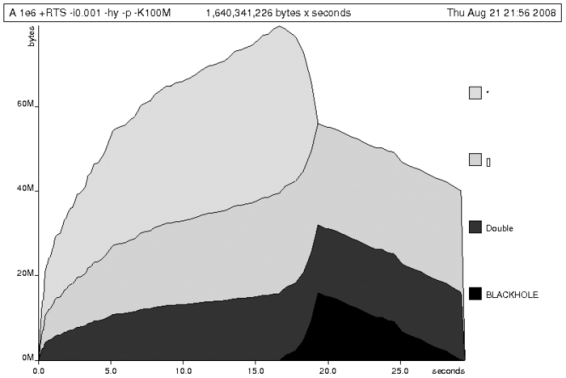 A 1e6 +RTS -i0.001 -hy -p -K100M 1,640,341,226 bytes x seconds Thu Aug 21 21:56 2008
bytes
60M
40M
20M
0M
0.0 5.0 10.0 15.0 20.0 25.0 seconds
*
[]
Double
BLACKHOLE